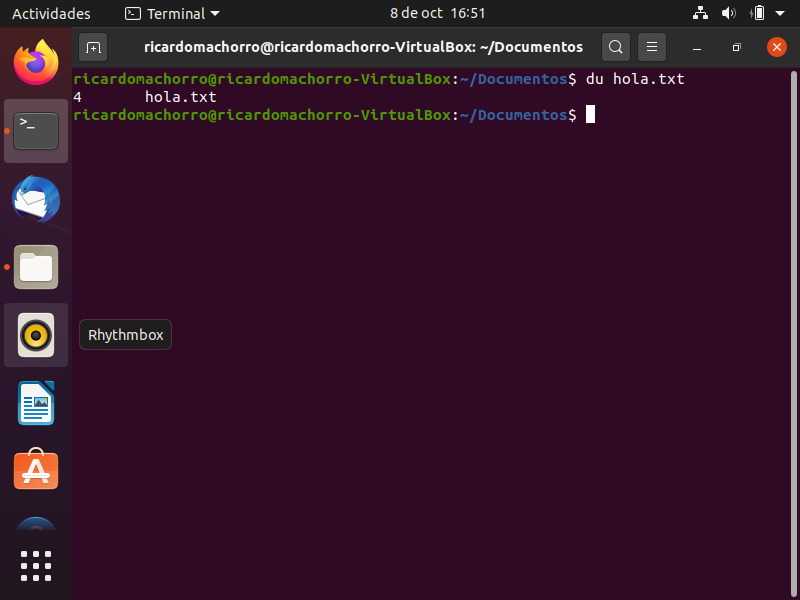 Actividades Terminal 8 de oct 16:51
ricardomachorro@ricardomachorro-VirtualBox: ~/Documentos
ricardomachorro@ricardomachorro-VirtualBox:~/Documentos$ du hola.txt
4 hola.txt
ricardomachorro@ricardomachorro-VirtualBox:~/Documentos$
>_
Rhythmbox